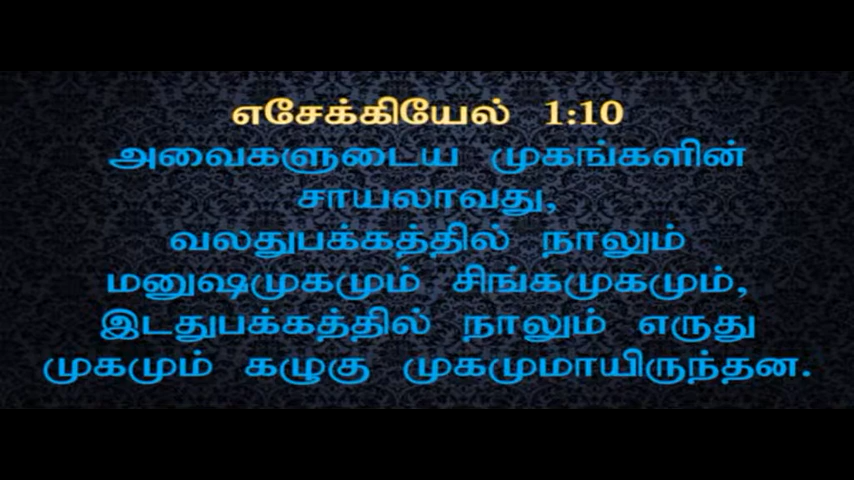 எசேக்கியேல் 1:10
அவைகளுடைய முகங்களின்
சாயலாவது,
வலதுபக்கத்தில் நாலும்
மனுஷமுகமும் சிங்கமுகமும்,
இடதுபக்கத்தில் நாலும் எருது
முகமும் கழுகு முகமுமாயிருந்தன.